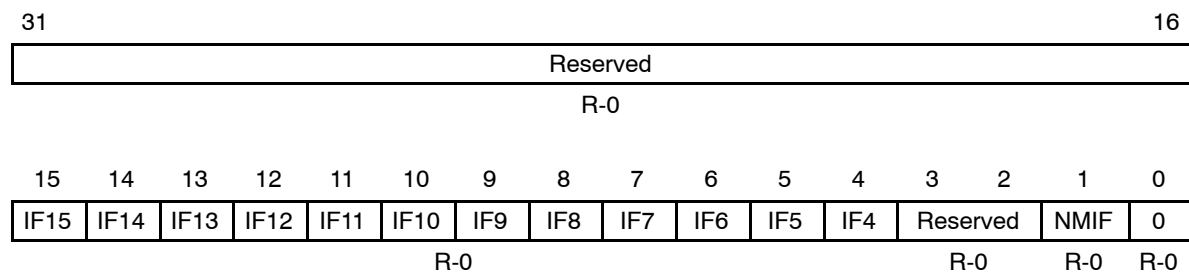 31 16
Reserved
R-0
15 14 13 12 11 10 9 8 7 6 5 4 3 2 1 0
IF15 IF14 IF13 IF12 IF11 IF10 IF9 IF8 IF7 IF6 IF5 IF4 Reserved NMIF 0
R-0 R-0 R-0 R-0